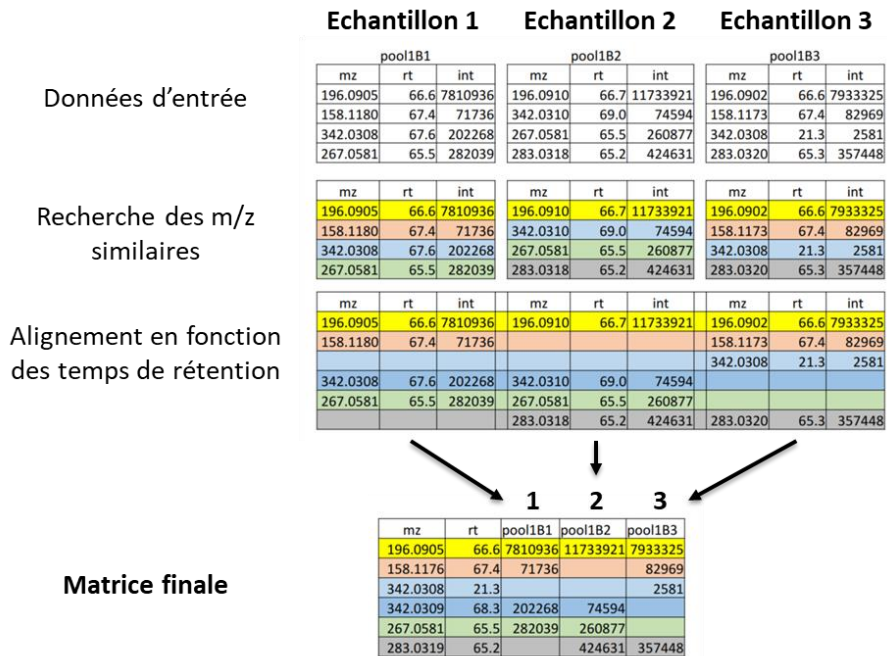 Echantillon 1 Echantillon 2 Echantillon 3
pool1B1 pool1B2 pool1B3
Données d'entrée
mz rt int mz rt int mz rt int
196.0905 66.6 7810936 196.0910 66.7 11733921 196.0902 66.6 7933325
158.1180 67.4 71736 342.0310 69.0 74594 158.1173 67.4 82969
342.0308 67.6 202268 267.0581 65.5 260877 342.0308 21.3 2581
267.0581 65.5 282039 283.0318 65.2 424631 283.0320 65.3 357448
Recherche des m/z
similaires
mz rt int mz rt int mz rt int
196.0905 66.6 7810936 196.0910 66.7 11733921 196.0902 66.6 7933325
158.1180 67.4 71736 342.0310 69.0 74594 158.1173 67.4 82969
342.0308 67.6 202268 267.0581 65.5 260877 342.0308 21.3 2581
267.0581 65.5 282039 283.0318 65.2 424631 283.0320 65.3 357448
Alignement en fonction
des temps de rétention
mz rt int mz rt int mz rt int
196.0905 66.6 7810936 196.0910 66.7 11733921 196.0902 66.6 7933325
158.1180 67.4 71736 158.1173 67.4 82969
342.0308 21.3 2581
342.0308 67.6 202268 342.0310 69.0 74594
267.0581 65.5 282039 267.0581 65.5 260877
283.0318 65.2 424631 283.0320 65.3 357448
1 2 3
Matrice finale
mz rt pool1B1 pool1B2 pool1B3
196.0905 66.6 7810936 11733921 7933325
158.1176 67.4 71736 82969
342.0308 21.3 2581
342.0309 68.3 202268 74594
267.0581 65.5 282039 260877
283.0319 65.2 424631 357448